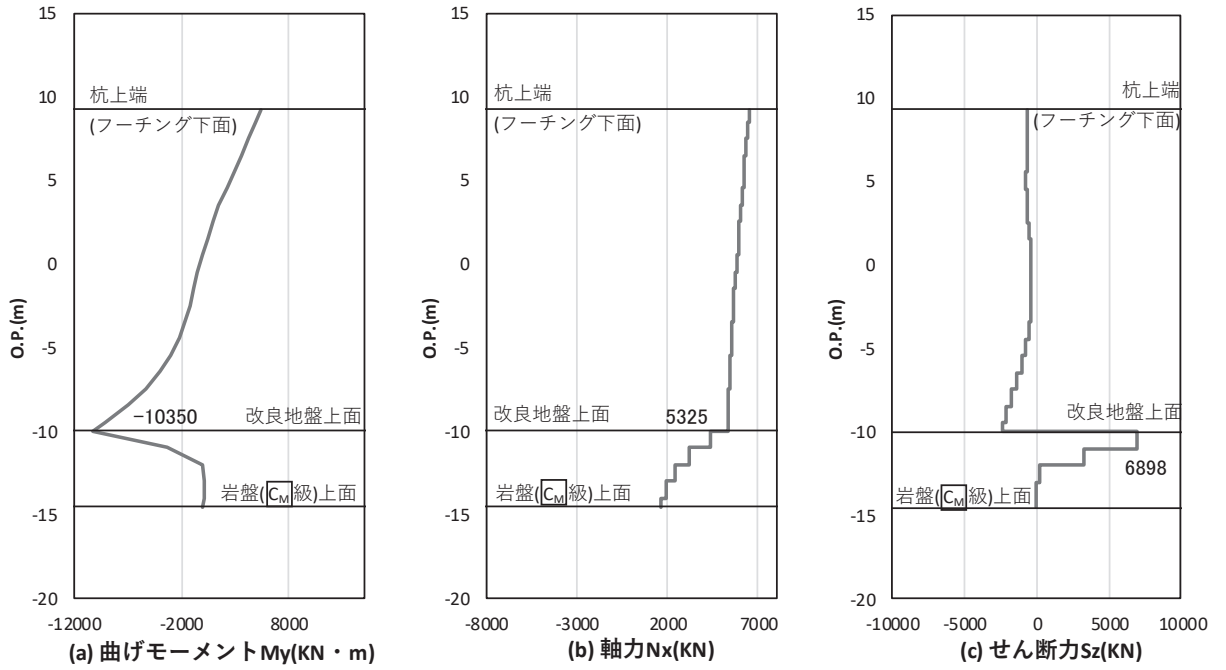 15
10
5
0
-5
-10
-15
-20
O.P.(m)
杭上端
(フーチング下面)
−10350
改良地盤上面
岩盤(CM級)上面
-12000 -2000 8000
(a) 曲げモーメントMy(KN・m)
15
10
5
0
-5
-10
-15
-20
O.P.(m)
杭上端
(フーチング下面)
改良地盤上面
5325
岩盤(CM級)上面
-8000 -3000 2000 7000
(b) 軸力Nx(KN)
15
10
5
0
-5
-10
-15
-20
O.P.(m)
杭上端
(フーチング下面)
改良地盤上面
6898
岩盤(CM級)上面
-10000 -5000 0 5000 10000
(c) せん断力Sz(KN)